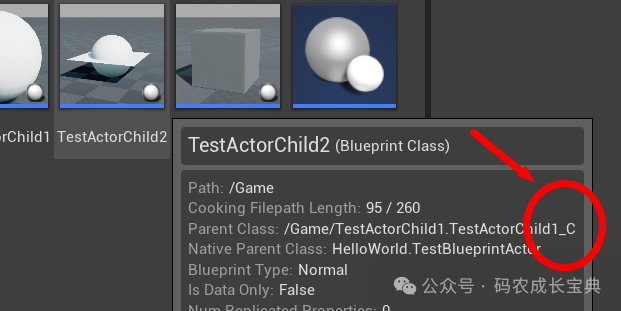 orChild1
TestActorChild2
TestActorChild2 (Blueprint Class)
Path: /Game
Cooking Filepath Length: 95 / 260
Parent Class: /Game/TestActorChild1.TestActorChild1_C
Native Parent Class: HelloWorld.TestBlueprintActor
Blueprint Type: Normal
Is Data Only: False
公众号 · 码农成长宝典
Num Replicated Properties: 0